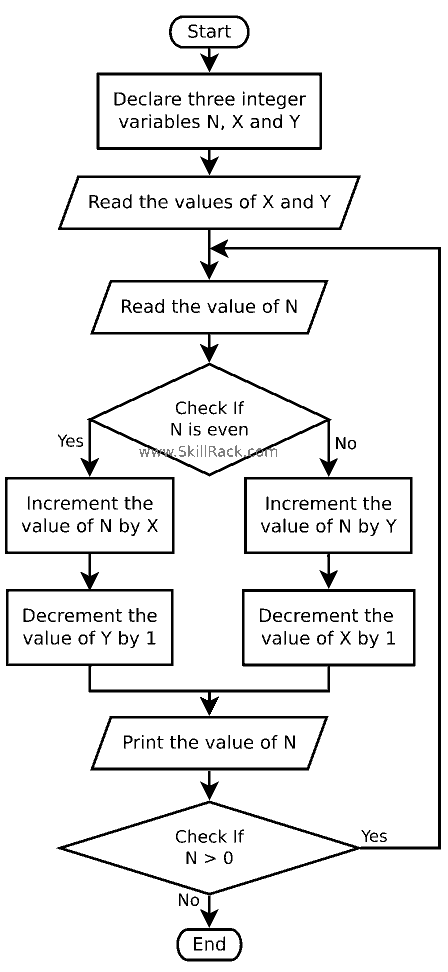 Start
Declare three integer
variables N, X and Y
Read the values of X and Y
Read the value of N
Check If
N is even
Yes
No
www.SkillRack.com
Increment the
value of N by X
Increment the
value of N by Y
Decrement the
value of Y by 1
Decrement the
value of X by 1
Print the value of N
Check If
N > 0
Yes
No
End